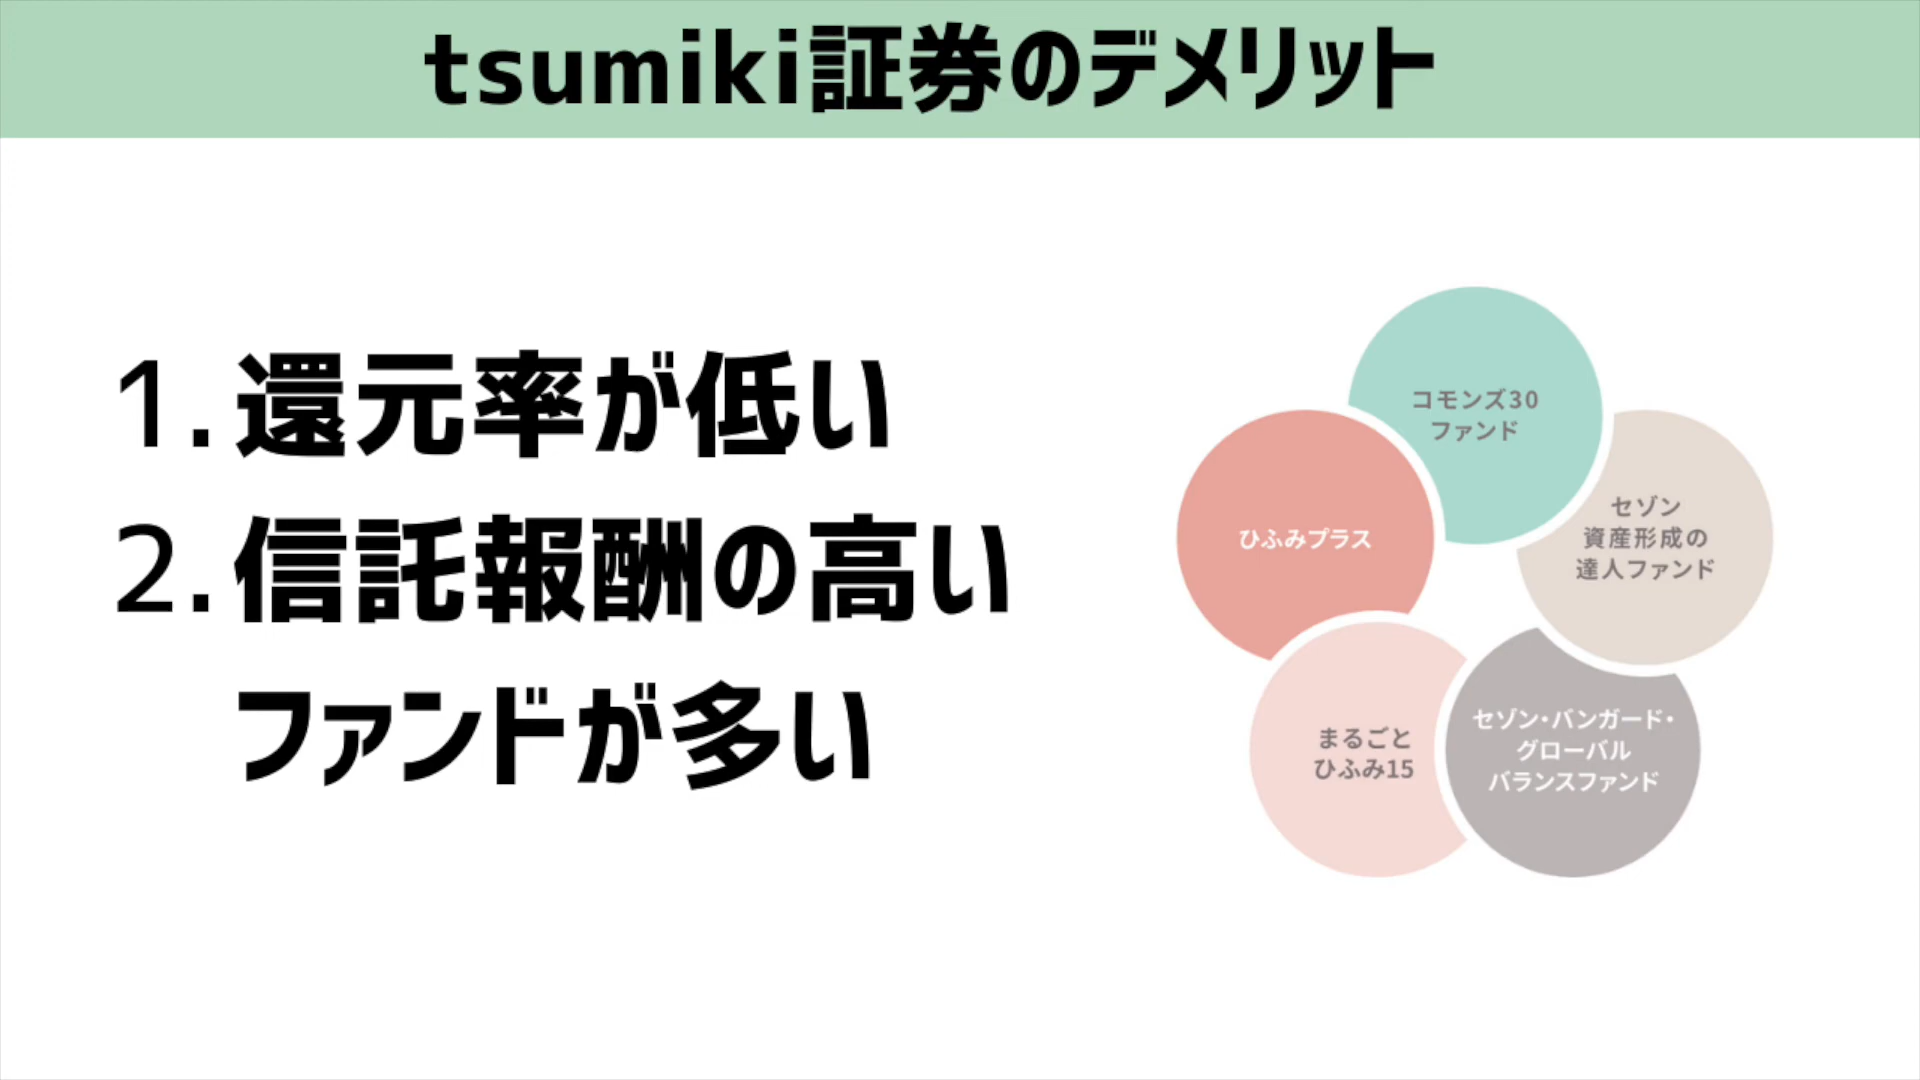 tsumiki証券のデメリット
1.還元率が低い
2.信託報酬の高い
ファンドが多い
コモンズ30
ファンド
ひふみプラス
セゾン
資産形成の
達人ファンド
まるごと
ひふみ15
セゾン・バンガード・
グローバル
バランスファンド